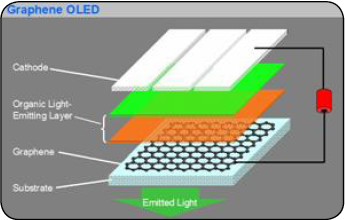 Graphene OLED
Cathode
Organic Light-
Emitting Layer
Graphene
Substrate
Emitted Light